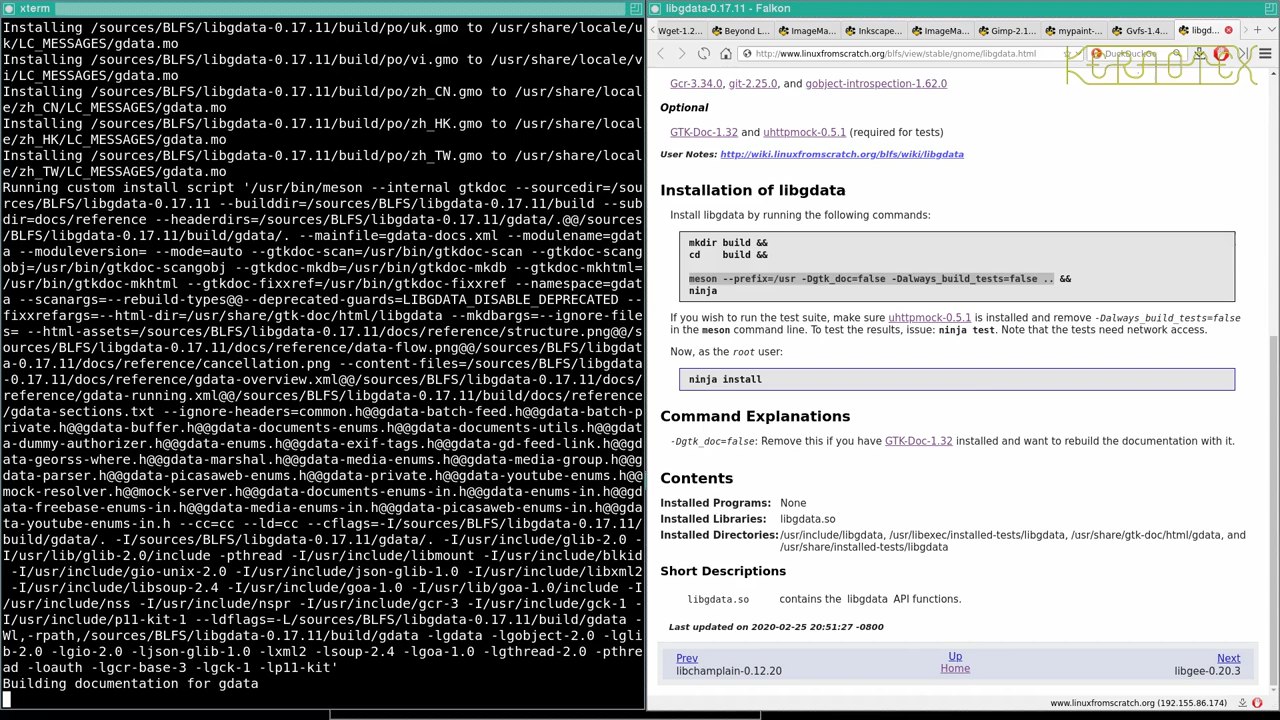 xterm
Installing /sources/BLFS/libgdata-0.17.11/build/po/uk.gmo to /usr/share/locale/u
k/LC_MESSAGES/gdata.mo
Installing /sources/BLFS/libgdata-0.17.11/build/po/vi.gmo to /usr/share/locale/v
i/LC_MESSAGES/gdata.mo
Installing /sources/BLFS/libgdata-0.17.11/build/po/zh_CN.gmo to /usr/share/local
e/zh_CN/LC_MESSAGES/gdata.mo
Installing /sources/BLFS/libgdata-0.17.11/build/po/zh_HK.gmo to /usr/share/local
e/zh_HK/LC_MESSAGES/gdata.mo
Installing /sources/BLFS/libgdata-0.17.11/build/po/zh_TW.gmo to /usr/share/local
e/zh_TW/LC_MESSAGES/gdata.mo
Running custom install script '/usr/bin/meson --internal gtkdoc --sourcedir=/sou
rces/BLFS/libgdata-0.17.11 --builddir=/sources/BLFS/libgdata-0.17.11/build --sub
dir=docs/reference --headerdirs=/sources/BLFS/libgdata-0.17.11/gdata/.@@/sources
/BLFS/libgdata-0.17.11/build/gdata/. --mainfile=gdata-docs.xml --modulename=gdat
a --moduleversion= --mode=auto --gtkdoc-scan=/usr/bin/gtkdoc-scan --gtkdoc-scang
obj=/usr/bin/gtkdoc-scangobj --gtkdoc-mkdb=/usr/bin/gtkdoc-mkdb --gtkdoc-mkhtml=
/usr/bin/gtkdoc-mkhtml --gtkdoc-fixxref=/usr/bin/gtkdoc-fixxref --namespace=gdat
a --scanargs=--rebuild-types@@--deprecated-guards=LIBGDATA_DISABLE_DEPRECATED --
fixxrefargs=--html-dir=/usr/share/gtk-doc/html/gdata --mkdbargs=--ignore-files
= --html-assets=/sources/BLFS/libgdata-0.17.11/docs/reference/structure.png@@/s
ources/BLFS/libgdata-0.17.11/docs/reference/data-flow.png@@/sources/BLFS/libgdat
a-0.17.11/docs/reference/cancellation.png --content-files=/sources/BLFS/libgdata
-0.17.11/docs/reference/gdata-overview.xml@@/sources/BLFS/libgdata-0.17.11/docs/
reference/gdata-running.xml@@/sources/BLFS/libgdata-0.17.11/build/docs/reference
/gdata-sections.txt --ignore-headers=common.h@@gdata-batch-feed.h@@gdata-batch-p
rivate.h@@gdata-buffer.h@@gdata-documents-enums.h@@gdata-documents-utils.h@@gdat
a-dummy-authorizer.h@@gdata-enums.h@@gdata-exif-tags.h@@gdata-gd-feed-link.h@@gd
ata-georss-where.h@@gdata-marshal.h@@gdata-media-enums.h@@gdata-media-group.h@@g
data-parser.h@@gdata-picasaweb-enums.h@@gdata-private.h@@gdata-youtube-enums.h@@
mock-resolver.h@@mock-server.h@@gdata-documents-enums-in.h@@gdata-enums-in.h@@gd
ata-freebase-enums-in.h@@gdata-media-enums-in.h@@gdata-picasaweb-enums-in.h@@gda
ta-youtube-enums-in.h --cc=cc --ld=cc --cflags=-I/sources/BLFS/libgdata-0.17.11/
build/gdata/. -I/sources/BLFS/libgdata-0.17.11/gdata/. -I/usr/include/glib-2.0 -
I/usr/lib/glib-2.0/include -pthread -I/usr/include/libmount -I/usr/include/blkid
 -I/usr/include/gio-unix-2.0 -I/usr/include/json-glib-1.0 -I/usr/include/libxml2
 -I/usr/include/libsoup-2.4 -I/usr/include/goa-1.0 -I/usr/lib/goa-1.0/include -I
/usr/include/nss -I/usr/include/nspr -I/usr/include/gcr-3 -I/usr/include/gck-1 -
I/usr/include/p11-kit-1 --ldflags=-L/sources/BLFS/libgdata-0.17.11/build/gdata -
Wl,-rpath,/sources/BLFS/libgdata-0.17.11/build/gdata -lgdata -lgobject-2.0 -lgli
b-2.0 -lgio-2.0 -ljson-glib-1.0 -lxml2 -lsoup-2.4 -lgoa-1.0 -lgthread-2.0 -pthre
ad -loauth -lgcr-base-3 -lgck-1 -lp11-kit'
Building documentation for gdata
libgdata-0.17.11 - Falkon
Wget-1.2... Beyond L... ImageMa... Inkscape... ImageMa... Gimp-2.1... mypaint-... Gvfs-1.4... libgd...
http://www.linuxfromscratch.org/blfs/view/stable/gnome/libgdata.html
DuckDuckGo
KERNOTEX
Gcr-3.34.0, git-2.25.0, and gobject-introspection-1.62.0
Optional
GTK-Doc-1.32 and uhttpmock-0.5.1 (required for tests)
User Notes: http://wiki.linuxfromscratch.org/blfs/wiki/libgdata
Installation of libgdata
Install libgdata by running the following commands:
mkdir build &&
cd    build &&
meson --prefix=/usr -Dgtk_doc=false -Dalways_build_tests=false .. &&
ninja
If you wish to run the test suite, make sure uhttpmock-0.5.1 is installed and remove -Dalways_build_tests=false
in the meson command line. To test the results, issue: ninja test. Note that the tests need network access.
Now, as the root user:
ninja install
Command Explanations
-Dgtk_doc=false: Remove this if you have GTK-Doc-1.32 installed and want to rebuild the documentation with it.
Contents
Installed Programs: None
Installed Libraries: libgdata.so
Installed Directories: /usr/include/libgdata, /usr/libexec/installed-tests/libgdata, /usr/share/gtk-doc/html/gdata, and
/usr/share/installed-tests/libgdata
Short Descriptions
libgdata.so contains the libgdata API functions.
Last updated on 2020-02-25 20:51:27 -0800
Prev Up Next
libchamplain-0.12.20 Home libgee-0.20.3
www.linuxfromscratch.org (192.155.86.174)